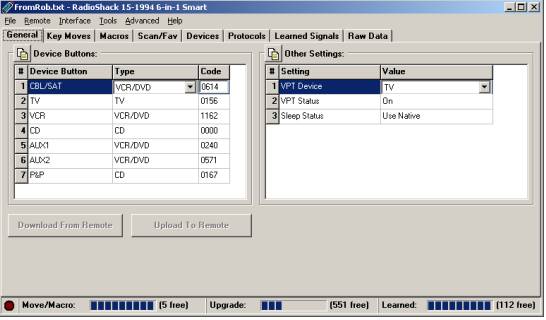 FromRob.txt - RadioShack 15-1994 6-in-1 Smart
File Remote Interface Tools Advanced Help
General Key Moves Macros Scan/Fav Devices Protocols Learned Signals Raw Data
Device Buttons: Other Settings:
# Device Button Type Code # Setting Value
1 CBL/SAT VCR/DVD 0614 1 VPT Device TV
2 TV TV 0156 2 VPT Status On
3 VCR VCR/DVD 1162 3 Sleep Status Use Native
4 CD CD 0000
5 AUX1 VCR/DVD 0240
6 AUX2 VCR/DVD 0571
7 P&P CD 0167
Download From Remote Upload To Remote
Move/Macro: (5 free) Upgrade: (551 free) Learned: (112 free)